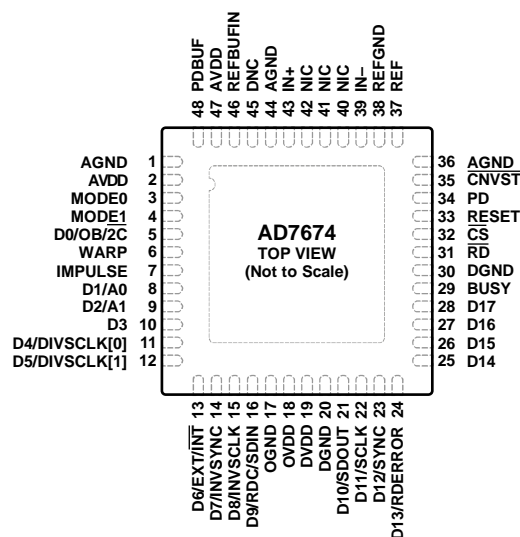 48 PDBUF
47 AVDD
46 REFBUFIN
45 DNC
44 AGND
43 IN+
42 NIC
41 NIC
40 NIC
39 IN–
38 REFGND
37 REF
AGND 1
AVDD 2
MODE0 3
MODE1 4
D0/OB/2C 5
WARP 6
IMPULSE 7
D1/A0 8
D2/A1 9
D3 10
D4/DIVSCLK[0] 11
D5/DIVSCLK[1] 12
AD7674
TOP VIEW
(Not to Scale)
36 AGND
35 CNVST
34 PD
33 RESET
32 CS
31 RD
30 DGND
29 BUSY
28 D17
27 D16
26 D15
25 D14
D6/EXT/INT 13
D7/INVSYNC 14
D8/INVSCLK 15
D9/RDC/SDIN 16
OGND 17
OVDD 18
DVDD 19
DGND 20
D10/SDOUT 21
D11/SCLK 22
D12/SYNC 23
D13/RDERROR 24